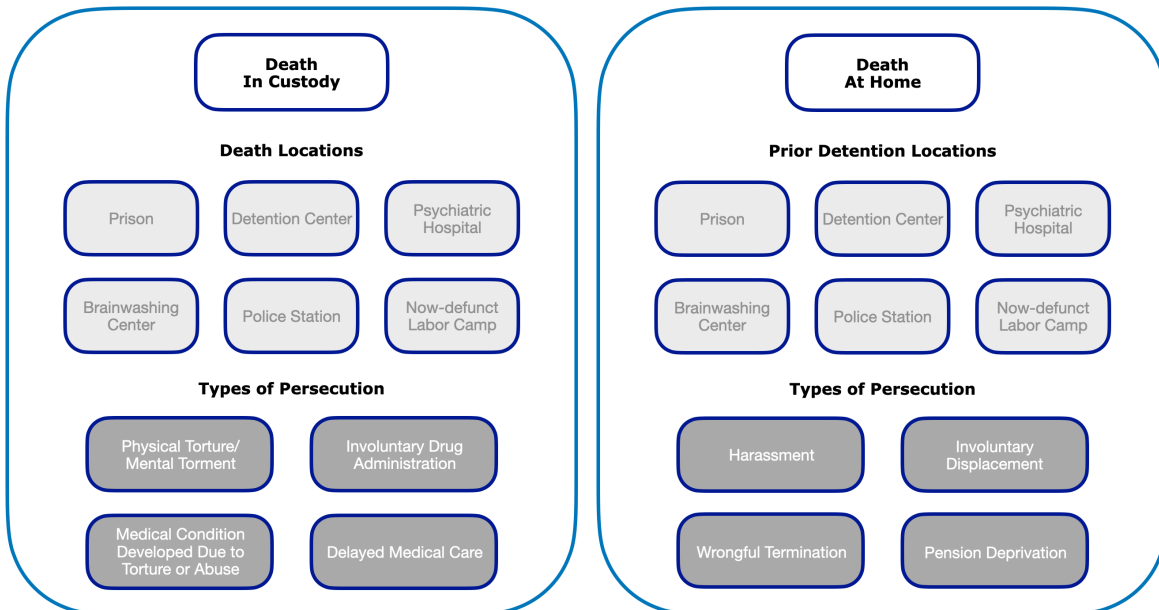 Death
In Custody
Death Locations
Prison
Detention Center
Psychiatric
Hospital
Brainwashing
Center
Police Station
Now-defunct
Labor Camp
Types of Persecution
Physical Torture/
Mental Torment
Involuntary Drug
Administration
Medical Condition
Developed Due to
Torture or Abuse
Delayed Medical Care
Death
At Home
Prior Detention Locations
Prison
Detention Center
Psychiatric
Hospital
Brainwashing
Center
Police Station
Now-defunct
Labor Camp
Types of Persecution
Harassment
Involuntary
Displacement
Wrongful Termination
Pension Deprivation